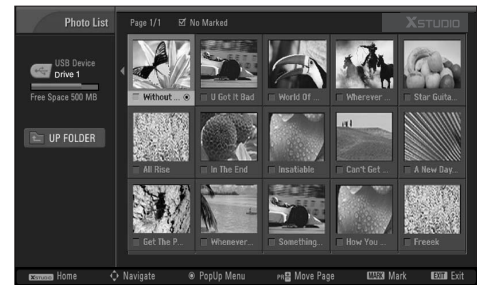 Photo List
Page 1/1 ☑ No Marked
XSTUDIO
USB Device
Drive 1
Free Space 500 MB
UP FOLDER
Without ...
U Got It Bad
World Of ...
Wherever ...
Star Guita...
All Rise
In The End
Insatiable
Can't Get ...
A New Day...
Get The P...
Whenever...
Something...
How You ...
Freeek
XSTUDIO Home
Navigate
PopUp Menu
PR Move Page
MARK Mark
EXIT Exit